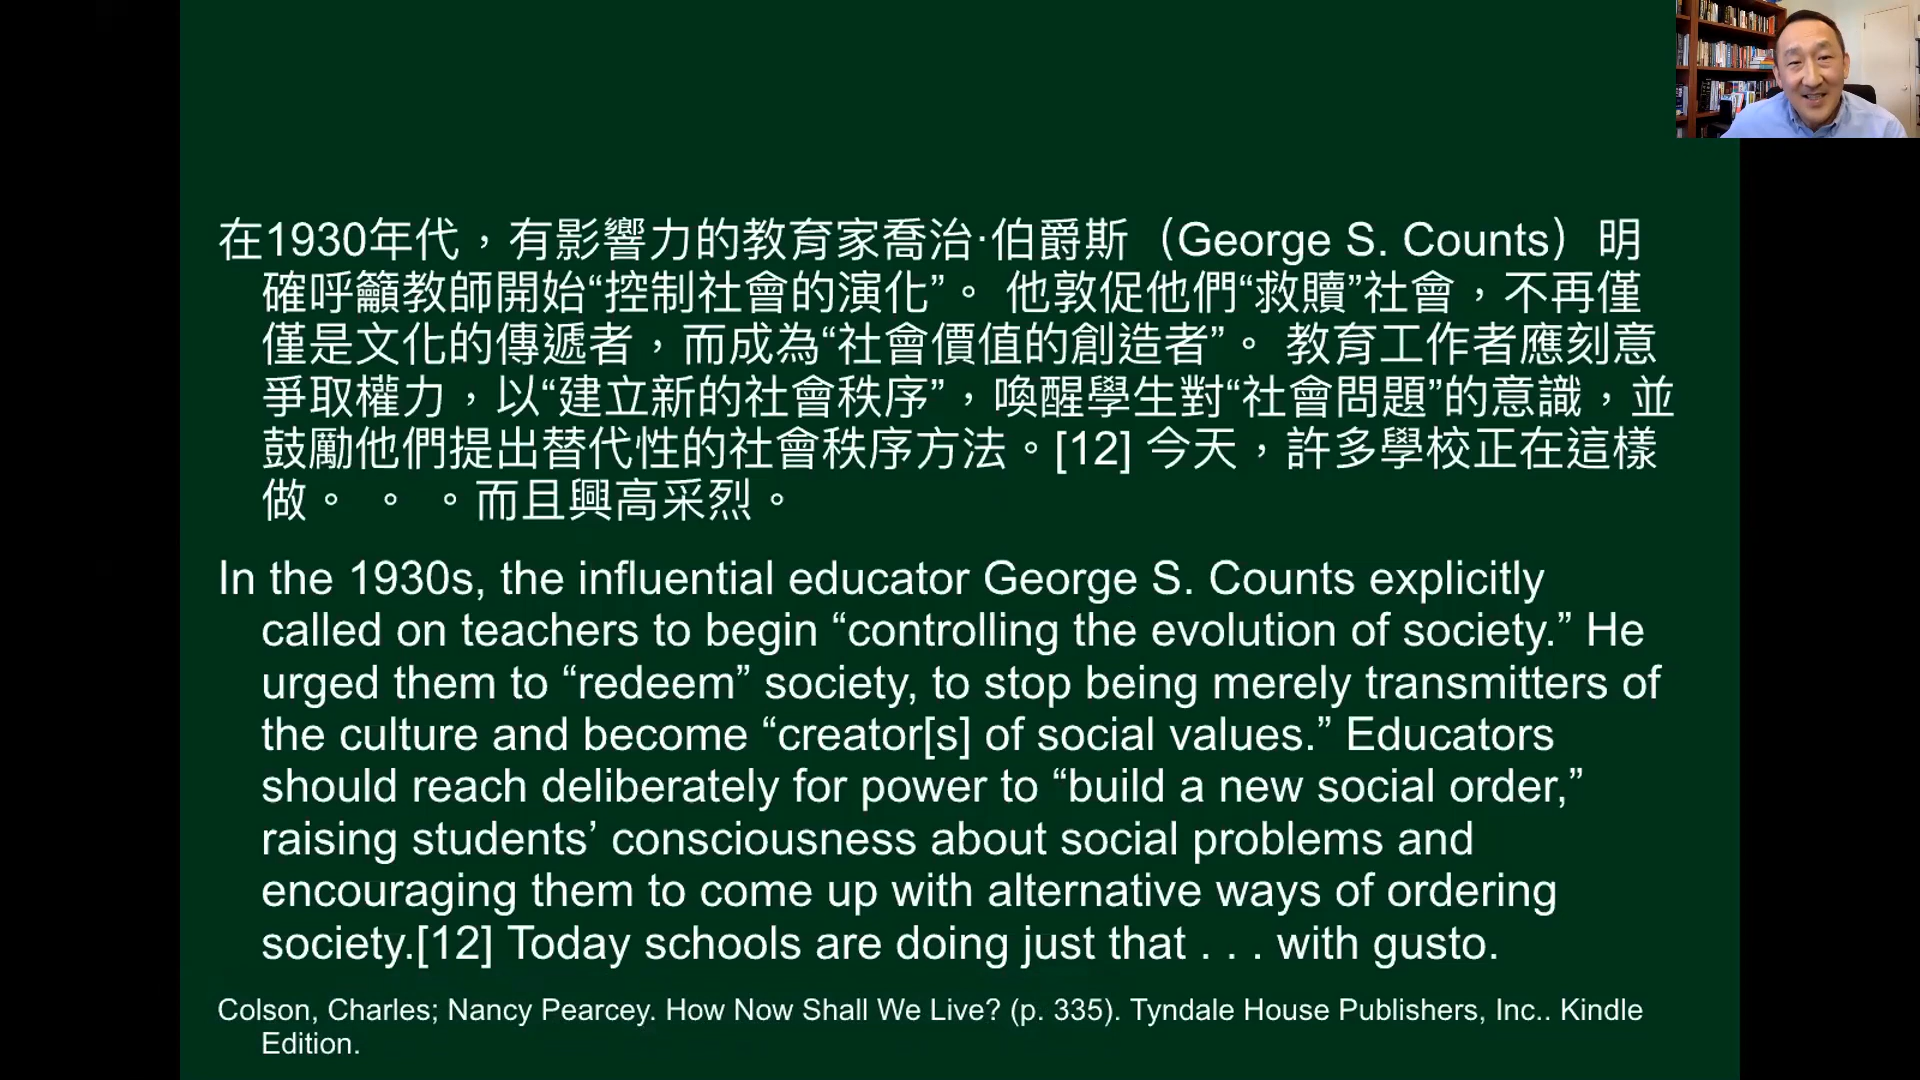 在1930年代，有影響力的教育家喬治·伯爵斯（George S. Counts）明
確呼籲教師開始“控制社會的演化”。 他敦促他們“救贖”社會，不再僅
僅是文化的傳遞者，而成為“社會價值的創造者”。 教育工作者應刻意
爭取權力，以“建立新的社會秩序”，喚醒學生對“社會問題”的意識，並
鼓勵他們提出替代性的社會秩序方法。[12] 今天，許多學校正在這樣
做。 。 。而且興高采烈。
In the 1930s, the influential educator George S. Counts explicitly
called on teachers to begin “controlling the evolution of society.” He
urged them to “redeem” society, to stop being merely transmitters of
the culture and become “creator[s] of social values.” Educators
should reach deliberately for power to “build a new social order,”
raising students’ consciousness about social problems and
encouraging them to come up with alternative ways of ordering
society.[12] Today schools are doing just that . . . with gusto.
Colson, Charles; Nancy Pearcey. How Now Shall We Live? (p. 335). Tyndale House Publishers, Inc.. Kindle
Edition.